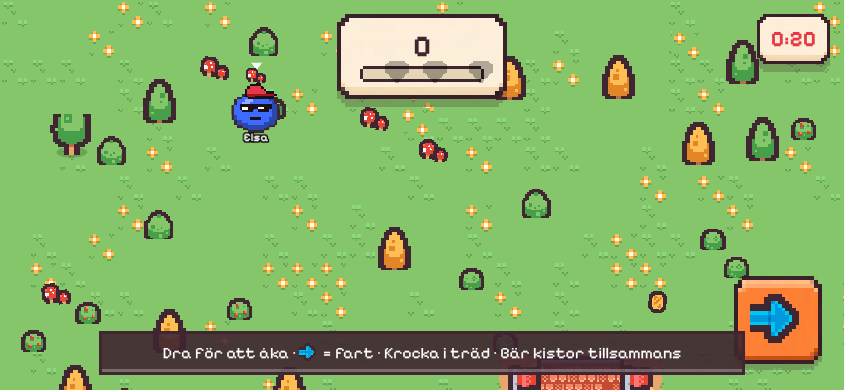 0
0:20
Elsa
Dra för att åka · = Fart · Krocka i träd · Bär kistor tillsammans